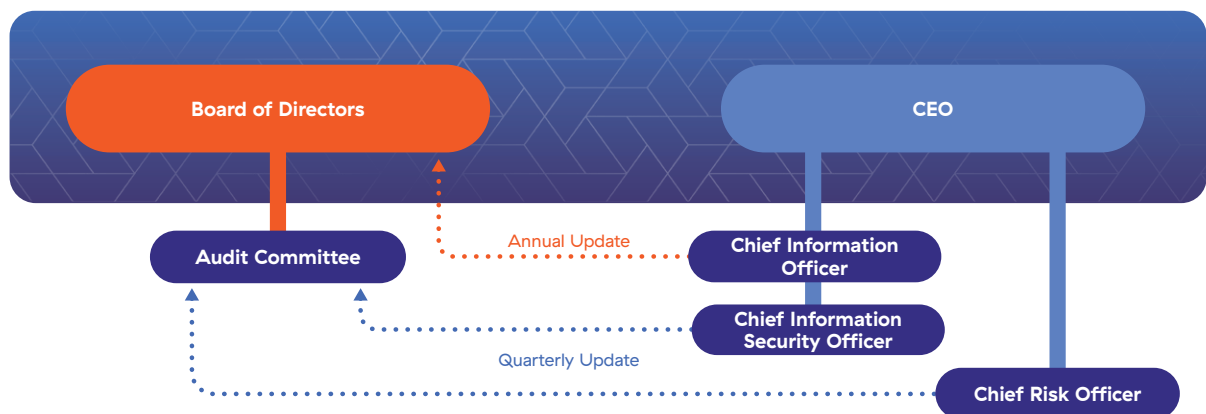 Board of Directors
CEO
Annual Update
Chief Information
Officer
Audit Committee
Chief Information
Security Officer
Quarterly Update
Chief Risk Officer